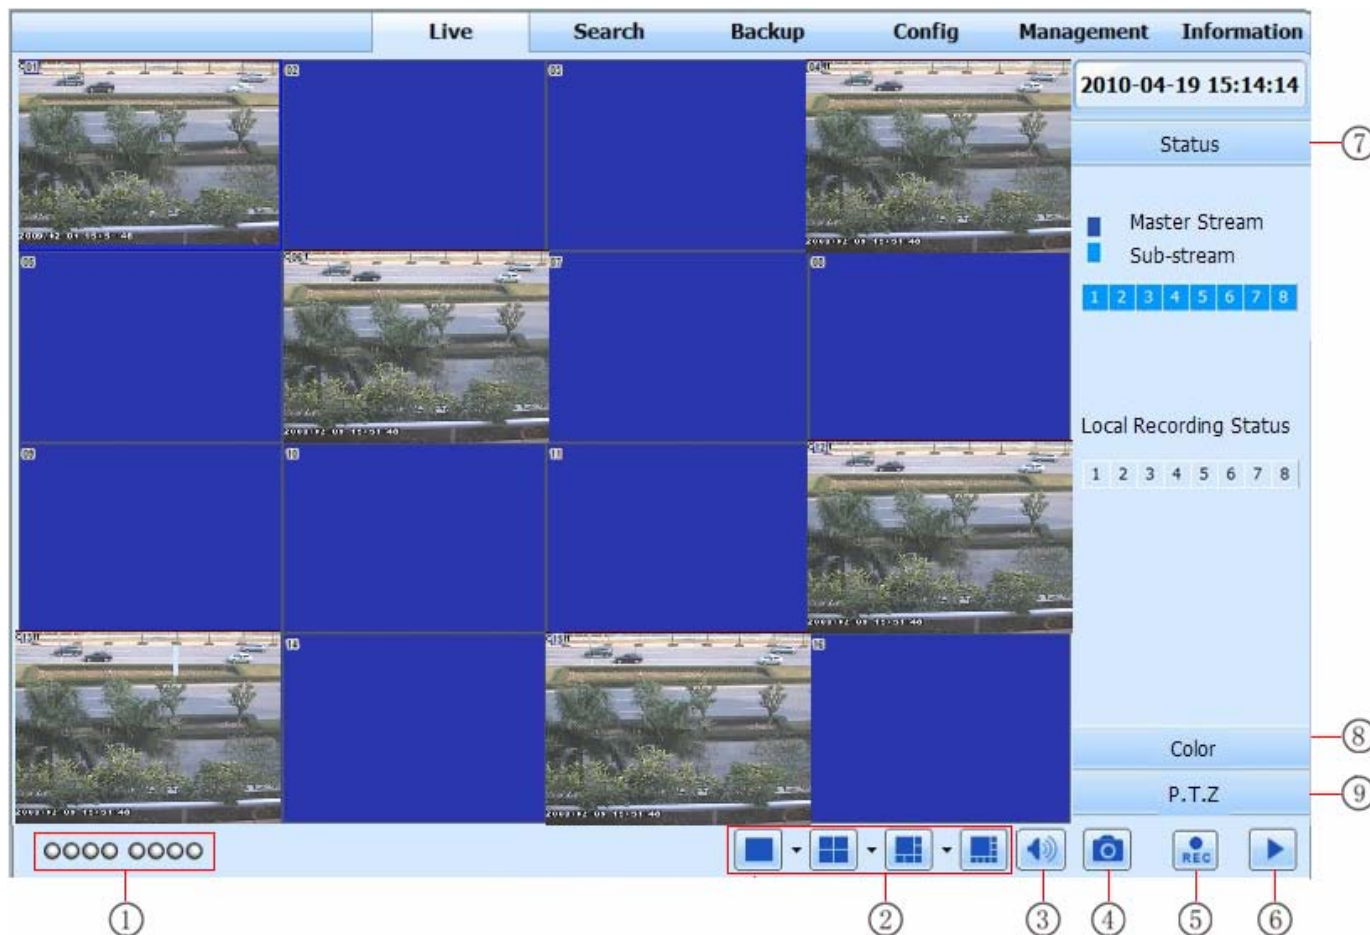 Live Search Backup Config Management Information
2010-04-19 15:14:14
01 02 03 04
Status
⑦
Master Stream
Sub-stream
05 06 07 08
1 2 3 4 5 6 7 8
Local Recording Status
09 10 11 12
1 2 3 4 5 6 7 8
13 14 15 16
Color
⑧
P.T.Z
⑨
REC
① ② ③ ④ ⑤ ⑥